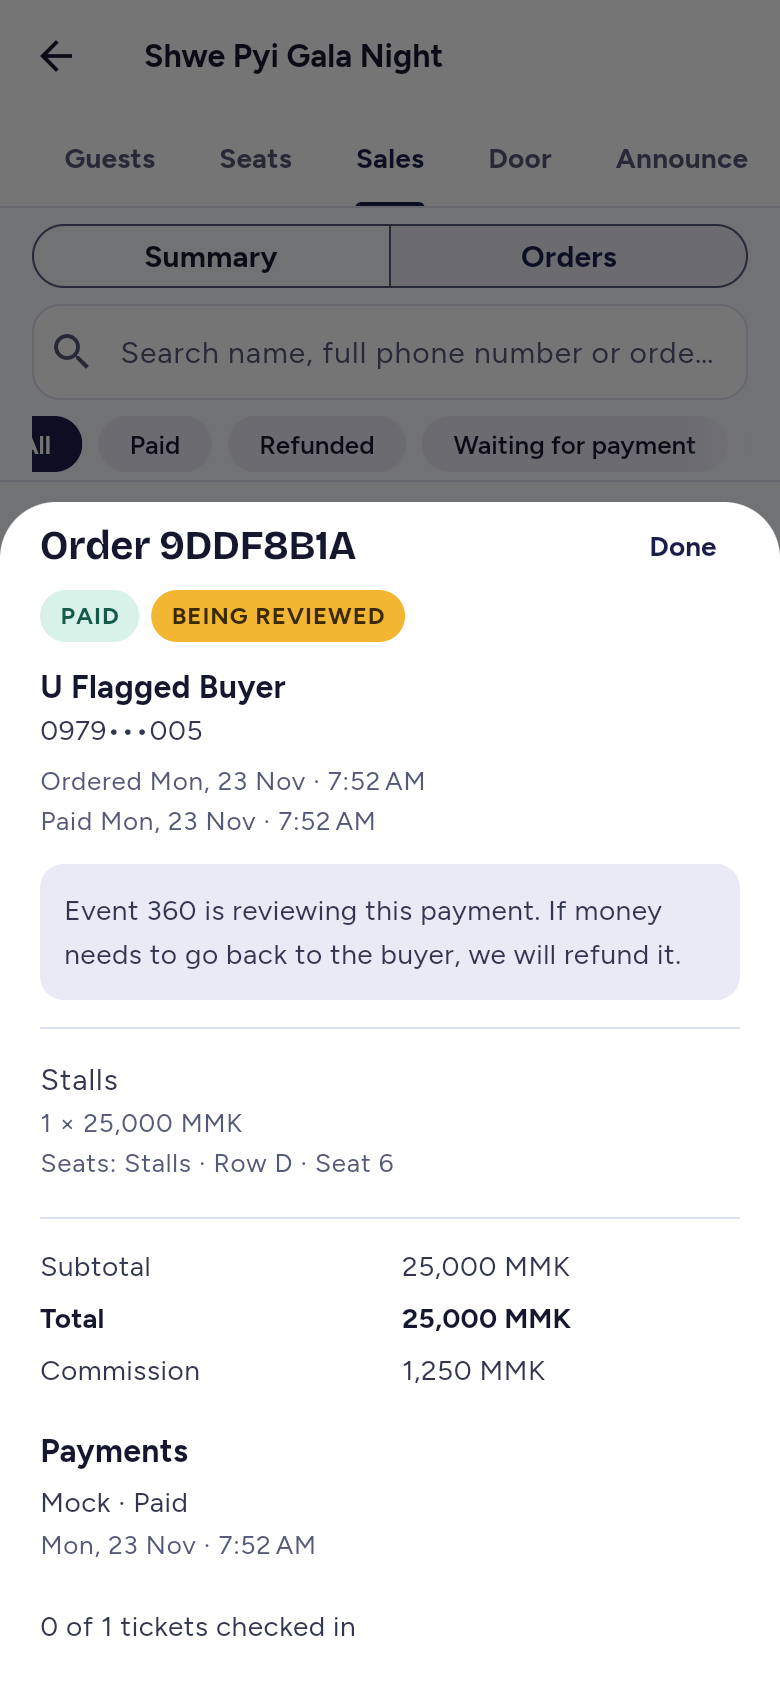 Shwe Pyi Gala Night
Guests Seats Sales Door Announce
Summary Orders
Search name, full phone number or orde...
All Paid Refunded Waiting for payment
Order 9DDF8B1A Done
PAID BEING REVIEWED
U Flagged Buyer
0979•••005
Ordered Mon, 23 Nov · 7:52 AM
Paid Mon, 23 Nov · 7:52 AM
Event 360 is reviewing this payment. If money
needs to go back to the buyer, we will refund it.
Stalls
1 × 25,000 MMK
Seats: Stalls · Row D · Seat 6
Subtotal 25,000 MMK
Total 25,000 MMK
Commission 1,250 MMK
Payments
Mock · Paid
Mon, 23 Nov · 7:52 AM
0 of 1 tickets checked in